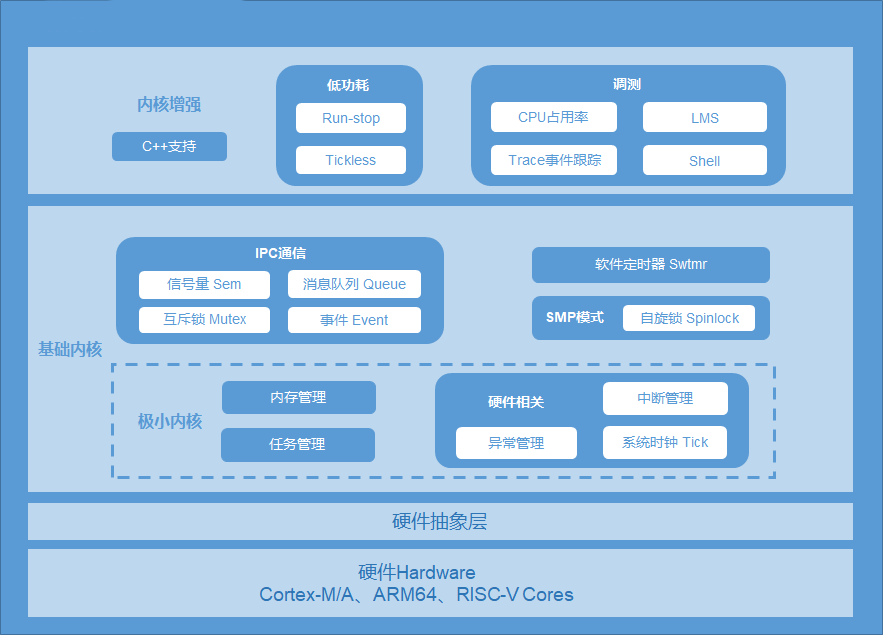 内核增强
C++支持
低功耗
Run-stop
Tickless
调测
CPU占用率
LMS
Trace事件跟踪
Shell
基础内核
IPC通信
信号量 Sem
消息队列 Queue
互斥锁 Mutex
事件 Event
软件定时器 Swtmr
SMP模式
自旋锁 Spinlock
极小内核
内存管理
任务管理
硬件相关
中断管理
异常管理
系统时钟 Tick
硬件抽象层
硬件Hardware
Cortex-M/A、ARM64、RISC-V Cores